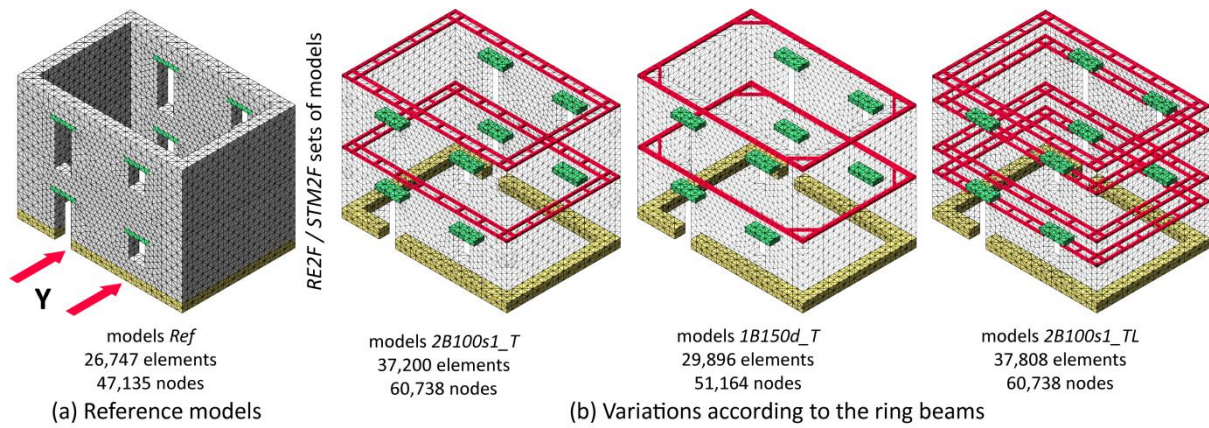 Y
models Ref
26,747 elements
47,135 nodes
(a) Reference models
RE2F / STM2F sets of models
models 2B100s1_T
37,200 elements
60,738 nodes
models 1B150d_T
29,896 elements
51,164 nodes
models 2B100s1_TL
37,808 elements
60,738 nodes
(b) Variations according to the ring beams